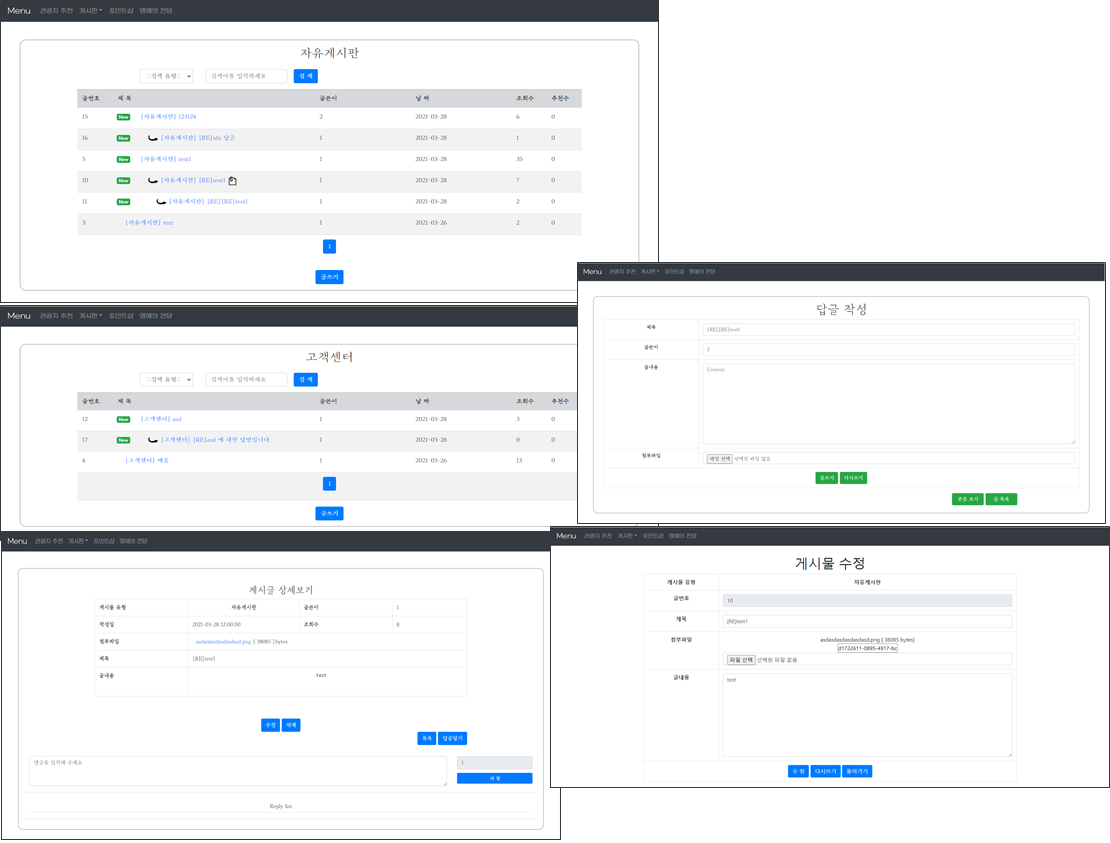 Menu 관광지 추천 게시판 포인트샵 명예의 전당
자유게시판
::검색 유형:: 검색어를 입력하세요 검 색
글번호 제 목 글쓴이 날 짜 조회수 추천수
15 New [자유게시판] 123124 2 2021-03-28 6 0
16 New [자유게시판] [RE]idx 답글 1 2021-03-28 1 0
5 New [자유게시판] test1 1 2021-03-28 35 0
10 New [자유게시판] [RE]test1 1 2021-03-28 7 0
11 New [자유게시판] [RE][RE]test1 1 2021-03-28 2 0
3 [자유게시판] test 1 2021-03-26 2 0
1
글쓰기
Menu 관광지 추천 게시판 포인트샵 명예의 전당
고객센터
::검색 유형:: 검색어를 입력하세요 검 색
글번호 제 목 글쓴이 날 짜 조회수 추천수
12 New [고객센터] asd 1 2021-03-28 3 0
17 New [고객센터] [RE]asd 에 대한 답변입니다. 1 2021-03-28 0 0
4 [고객센터] 1 2021-03-26 13 0
1
글쓰기
Menu 관광지 추천 게시판 포인트샵 명예의 전당
답글 작성
제목 [RE][RE]test1
글쓴이 2
글내용 Content
첨부파일 파일 선택 선택된 파일 없음
글쓰기 다시쓰기
본문 보기 글 목록
Menu 관광지 추천 게시판 포인트샵 명예의 전당
게시글 상세보기
게시물 유형 자유게시판 글쓴이 1
작성일 2021-03-28 12:00:00 조회수 8
첨부파일 asdasdasdasdasdasd.png [ 38085 ]bytes
제목 [RE]test1
글내용 test
수정 삭제
목록 답글달기
댓글을 입력해 주세요 1
Reply list
Menu 관광지 추천 게시판 포인트샵 명예의 전당
게시물 수정
게시물 유형 자유게시판
글번호 10
제목 [RE]test1
첨부파일 asdasdasdasdasdasd.png [ 38085 bytes]
d1722611-0895-4917-bc
파일 선택 선택된 파일 없음
글내용 test
수 정 다시쓰기 돌아가기